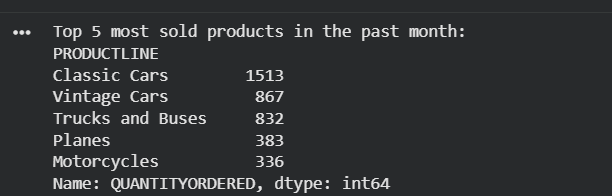 Top 5 most sold products in the past month:
PRODUCTLINE
Classic Cars 1513
Vintage Cars 867
Trucks and Buses 832
Planes 383
Motorcycles 336
Name: QUANTITYORDERED, dtype: int64